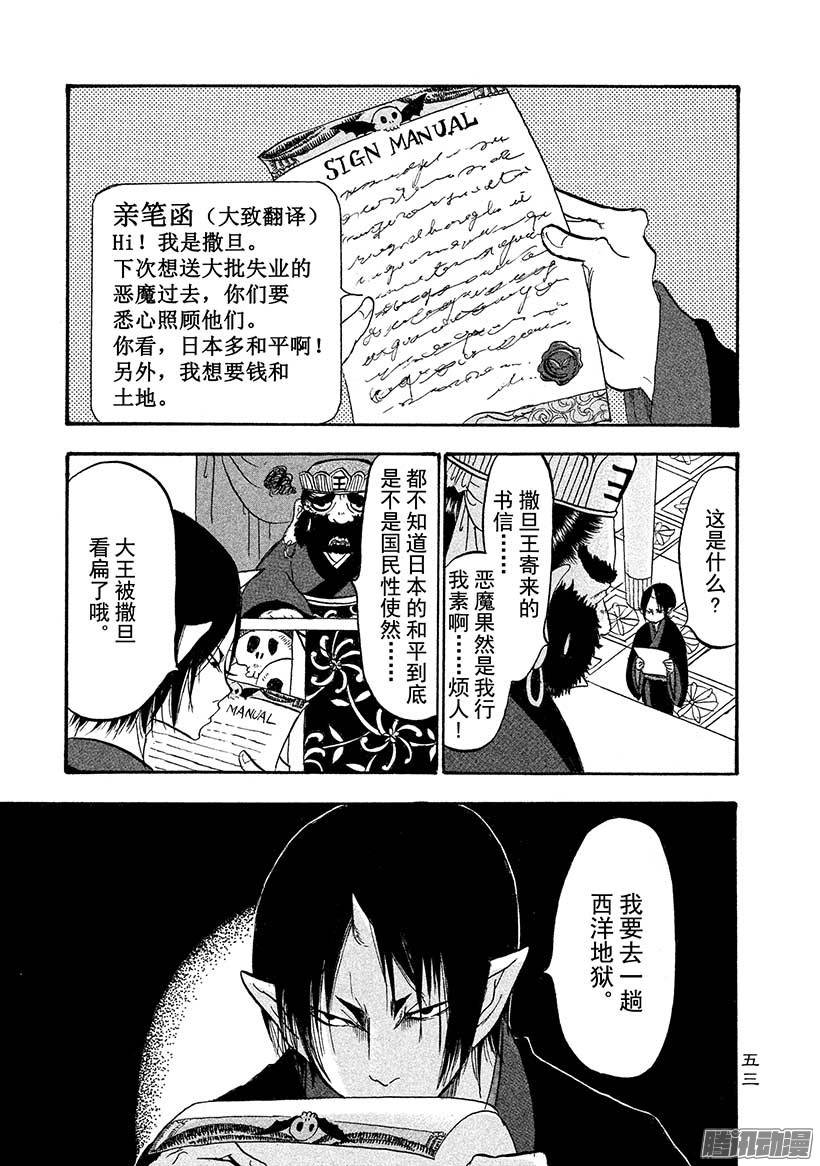 SIGN MANUAL
亲笔函（大致翻译）
Hi！我是撒旦。
下次想送大批失业的
恶魔过去，你们要
悉心照顾他们。
你看，日本多和平啊！
另外，我想要钱和
土地。
这是什么？
撒旦王寄来的
书信……
恶魔果然是我行
我素啊……烦人！
王
都不知道日本的和平到底
是不是国民性使然……
大王被撒旦
看扁了哦。
MANUAL
我要去一趟
西洋地狱。
五三
腾讯动漫